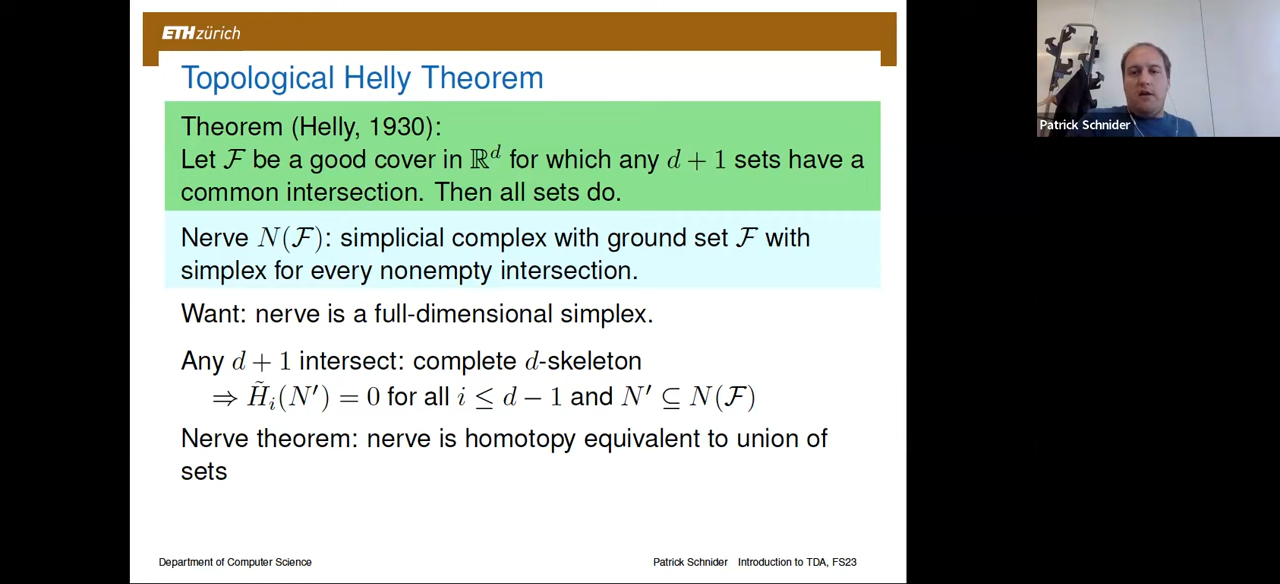 ETH zürich
Topological Helly Theorem
Theorem (Helly, 1930):
Let 𝓕 be a good cover in ℝᵈ for which any d + 1 sets have a
common intersection. Then all sets do.
Nerve N(𝓕): simplicial complex with ground set 𝓕 with
simplex for every nonempty intersection.
Want: nerve is a full-dimensional simplex.
Any d + 1 intersect: complete d-skeleton
⇒ H̃ᵢ(N′) = 0 for all i ≤ d − 1 and N′ ⊆ N(𝓕)
Nerve theorem: nerve is homotopy equivalent to union of
sets
Department of Computer Science
Patrick Schnider Introduction to TDA, FS23
Patrick Schnider